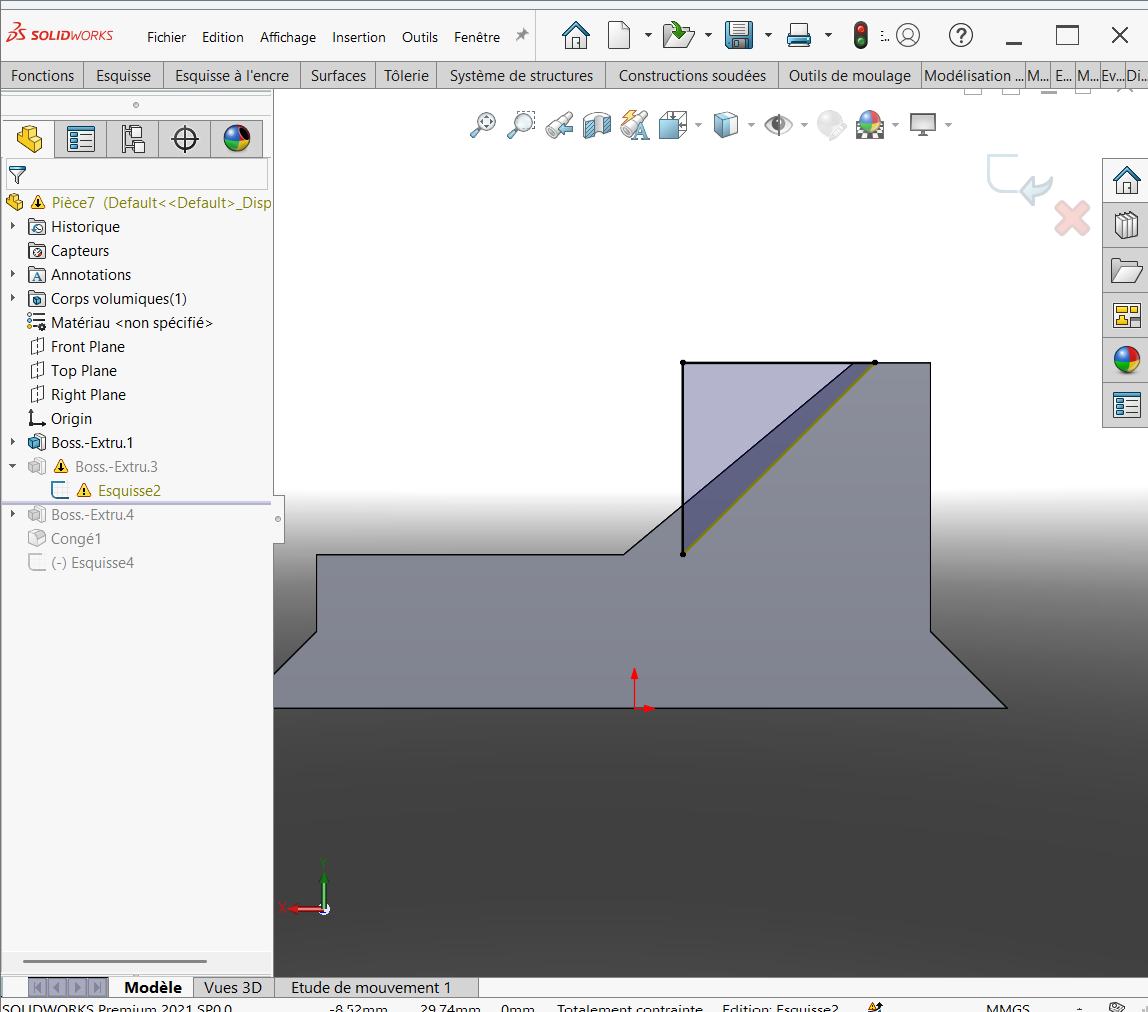 SOLIDWORKS Fichier Edition Affichage Insertion Outils Fenêtre
Fonctions Esquisse Esquisse à l'encre Surfaces Tôlerie Système de structures Constructions soudées Outils de moulage Modélisation ... M... E... M... Ev... Di...
Pièce7 (Default<<Default>_Disp
Historique
Capteurs
Annotations
Corps volumiques(1)
Matériau <non spécifié>
Front Plane
Top Plane
Right Plane
Origin
Boss.-Extru.1
Boss.-Extru.3
Esquisse2
Boss.-Extru.4
Congé1
(-) Esquisse4
Modèle Vues 3D Etude de mouvement 1
SOLIDWORKS Premium 2021 SP0.0 -8.52mm 29.74mm 0mm Totalement contrainte Edition: Esquisse2 MMGS